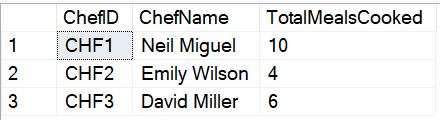 ChefID ChefName TotalMealsCooked
1 CHF1 Neil Miguel 10
2 CHF2 Emily Wilson 4
3 CHF3 David Miller 6